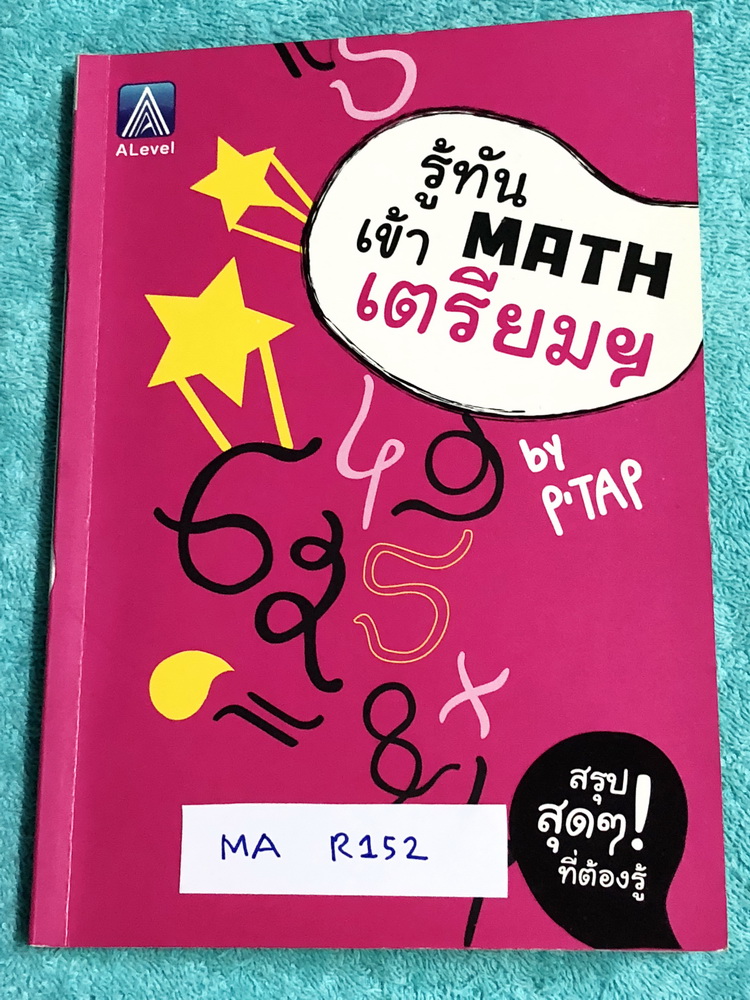 ALevel
รู้ทัน
เข้า MATH
เตรียมฯ
by
P'TAP
สรุป
สุดๆ!
ที่ต้องรู้
MA R152